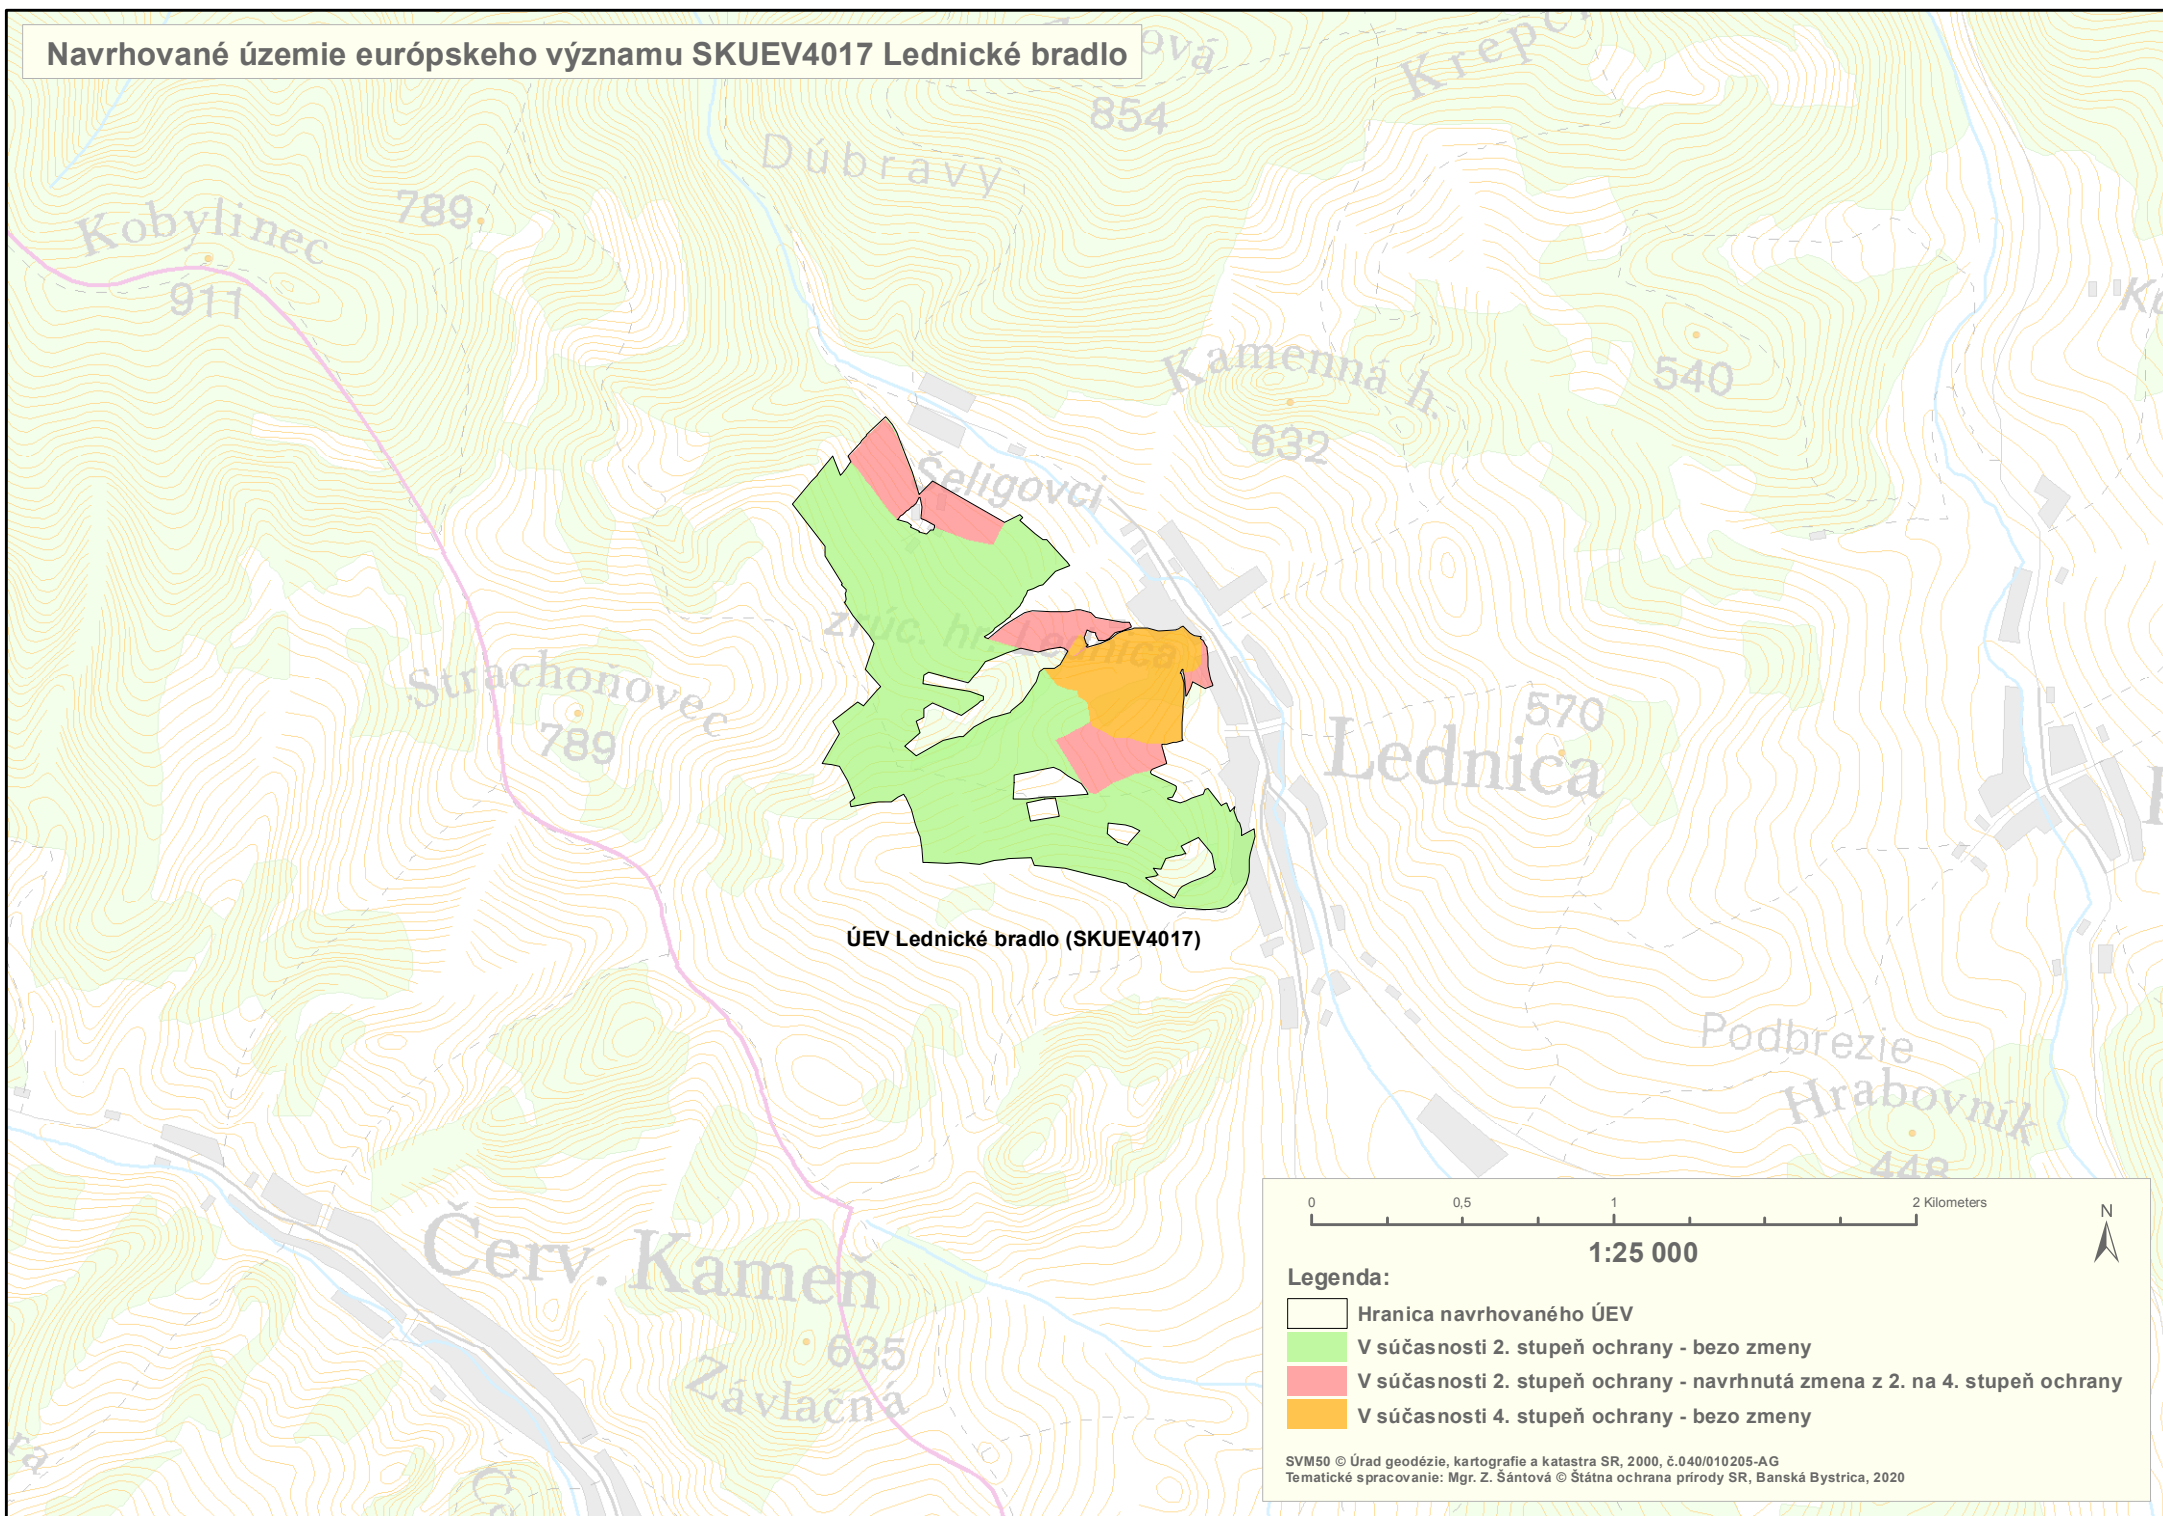 Navrhované územie európskeho významu SKUEV4017 Lednické bradlo
854
Dúbravy
789
Kobylinec
911
Kamenná h.
632
540
Šeligovci
zrúc. hr. Lednica
Strachoňovec
789
570
Lednica
ÚEV Lednické bradlo (SKUEV4017)
Podbrezie
Hrabovník
448
Červ. Kameň
635
Závlačná
0 0,5 1 2 Kilometers
N
1:25 000
Legenda:
Hranica navrhovaného ÚEV
V súčasnosti 2. stupeň ochrany - bezo zmeny
V súčasnosti 2. stupeň ochrany - navrhnutá zmena z 2. na 4. stupeň ochrany
V súčasnosti 4. stupeň ochrany - bezo zmeny
SVM50 © Úrad geodézie, kartografie a katastra SR, 2000, č.040/010205-AG
Tematické spracovanie: Mgr. Z. Šántová © Štátna ochrana prírody SR, Banská Bystrica, 2020